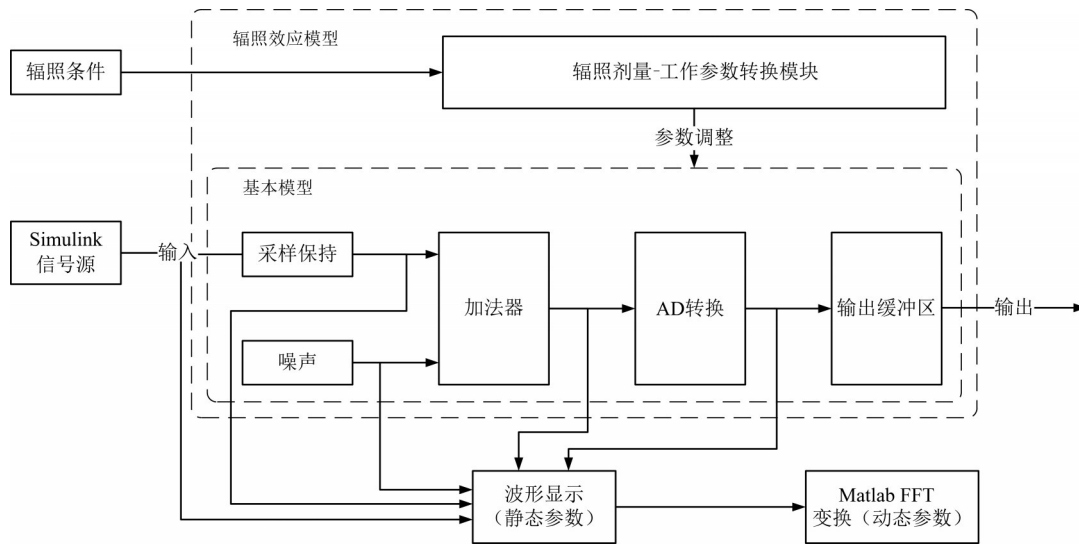 辐照效应模型
辐照条件
辐照剂量-工作参数转换模块
参数调整
基本模型
Simulink
信号源
输入
采样保持
加法器
AD转换
输出缓冲区
输出
噪声
波形显示
（静态参数）
Matlab FFT
变换（动态参数）